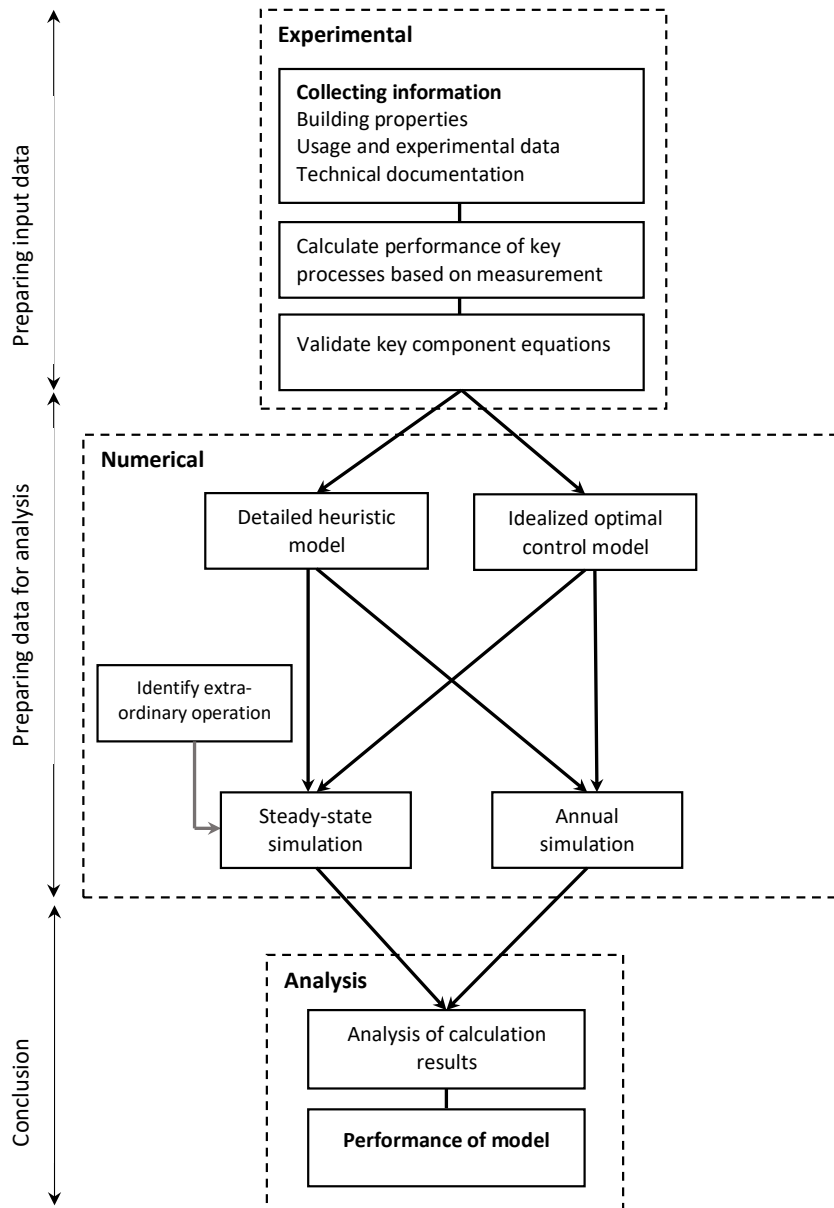 Experimental
Collecting information
Building properties
Usage and experimental data
Technical documentation
Calculate performance of key
processes based on measurement
Validate key component equations
Preparing input data
Numerical
Detailed heuristic
model
Idealized optimal
control model
Identify extra-
ordinary operation
Steady-state
simulation
Annual
simulation
Preparing data for analysis
Analysis
Analysis of calculation
results
Performance of model
Conclusion